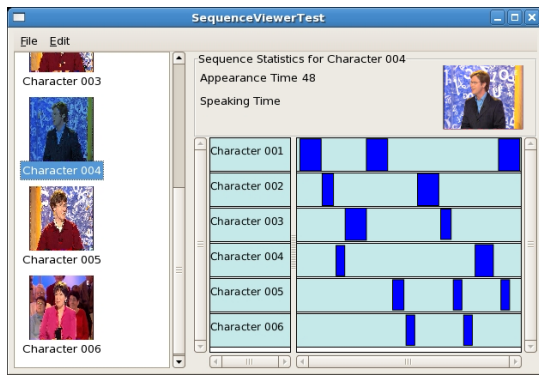 SequenceViewerTest
File Edit
Character 003
Character 004
Character 005
Character 006
Sequence Statistics for Character 004
Appearance Time 48
Speaking Time
Character 001
Character 002
Character 003
Character 004
Character 005
Character 006